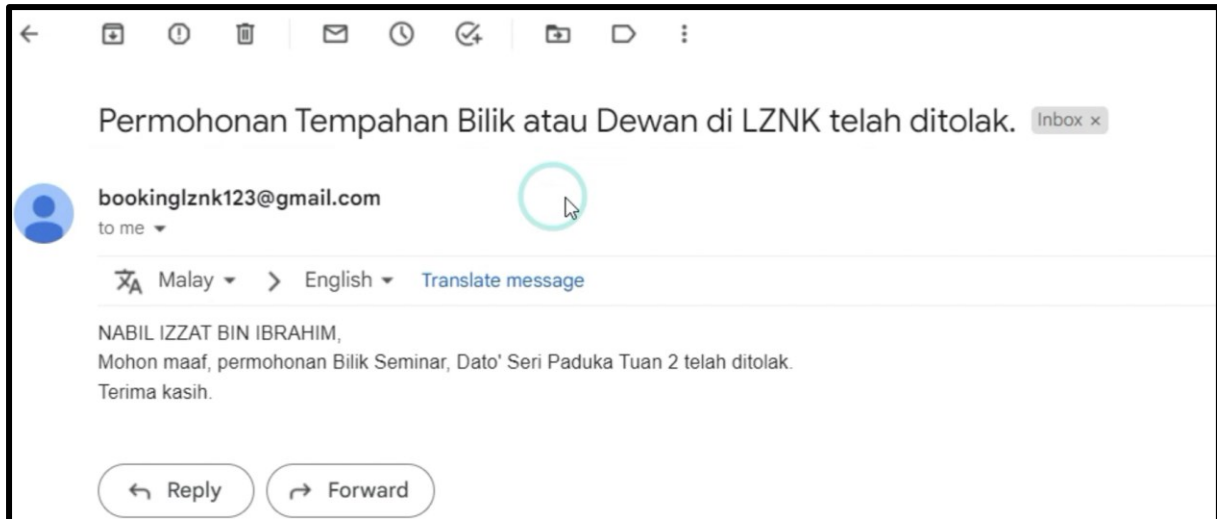 Permohonan Tempahan Bilik atau Dewan di LZNK telah ditolak. Inbox ×
bookinglznk123@gmail.com
to me
Malay > English Translate message
NABIL IZZAT BIN IBRAHIM,
Mohon maaf, permohonan Bilik Seminar, Dato' Seri Paduka Tuan 2 telah ditolak.
Terima kasih.
Reply Forward